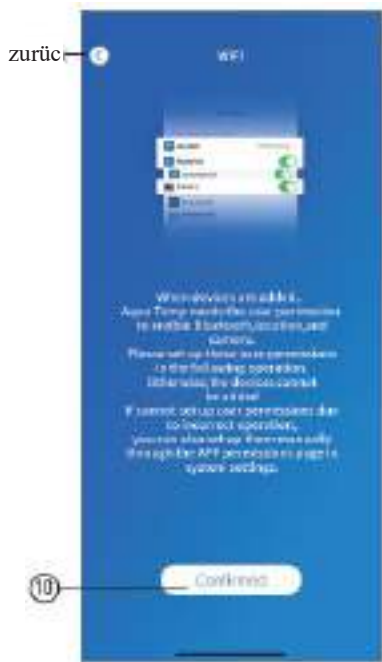 zurüc
WIFI
When devices are added,
Aqua Temp needs the user permission
to enable Bluetooth, location, and
camera.
Please set up these user permissions
in the following operation.
Otherwise, the devices cannot
be added
If cannot set up user permissions due
to incorrect operation,
you can also set up them manually
through the APP permissions page in
system settings.
10
Confirmed